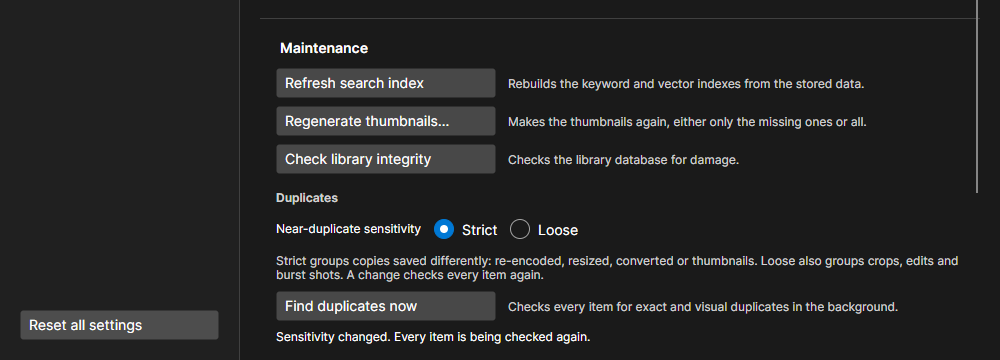 Maintenance
Refresh search index
Rebuilds the keyword and vector indexes from the stored data.
Regenerate thumbnails...
Makes the thumbnails again, either only the missing ones or all.
Check library integrity
Checks the library database for damage.
Duplicates
Near-duplicate sensitivity Strict Loose
Strict groups copies saved differently: re-encoded, resized, converted or thumbnails. Loose also groups crops, edits and
burst shots. A change checks every item again.
Find duplicates now
Checks every item for exact and visual duplicates in the background.
Reset all settings
Sensitivity changed. Every item is being checked again.